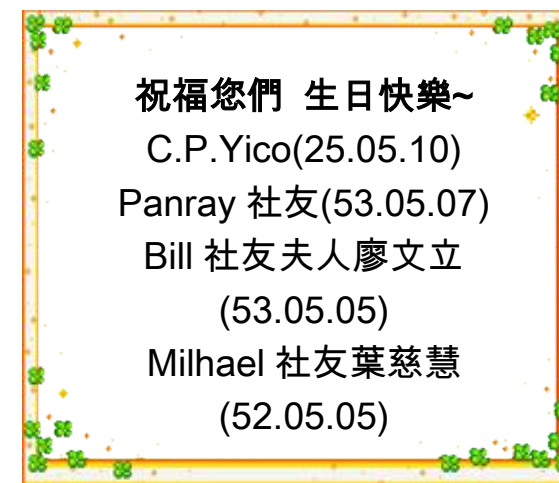 祝福您們 生日快樂~
C.P.Yico(25.05.10)
Panray 社友(53.05.07)
Bill 社友夫人廖文立
(53.05.05)
Milhael 社友葉慈慧
(52.05.05)